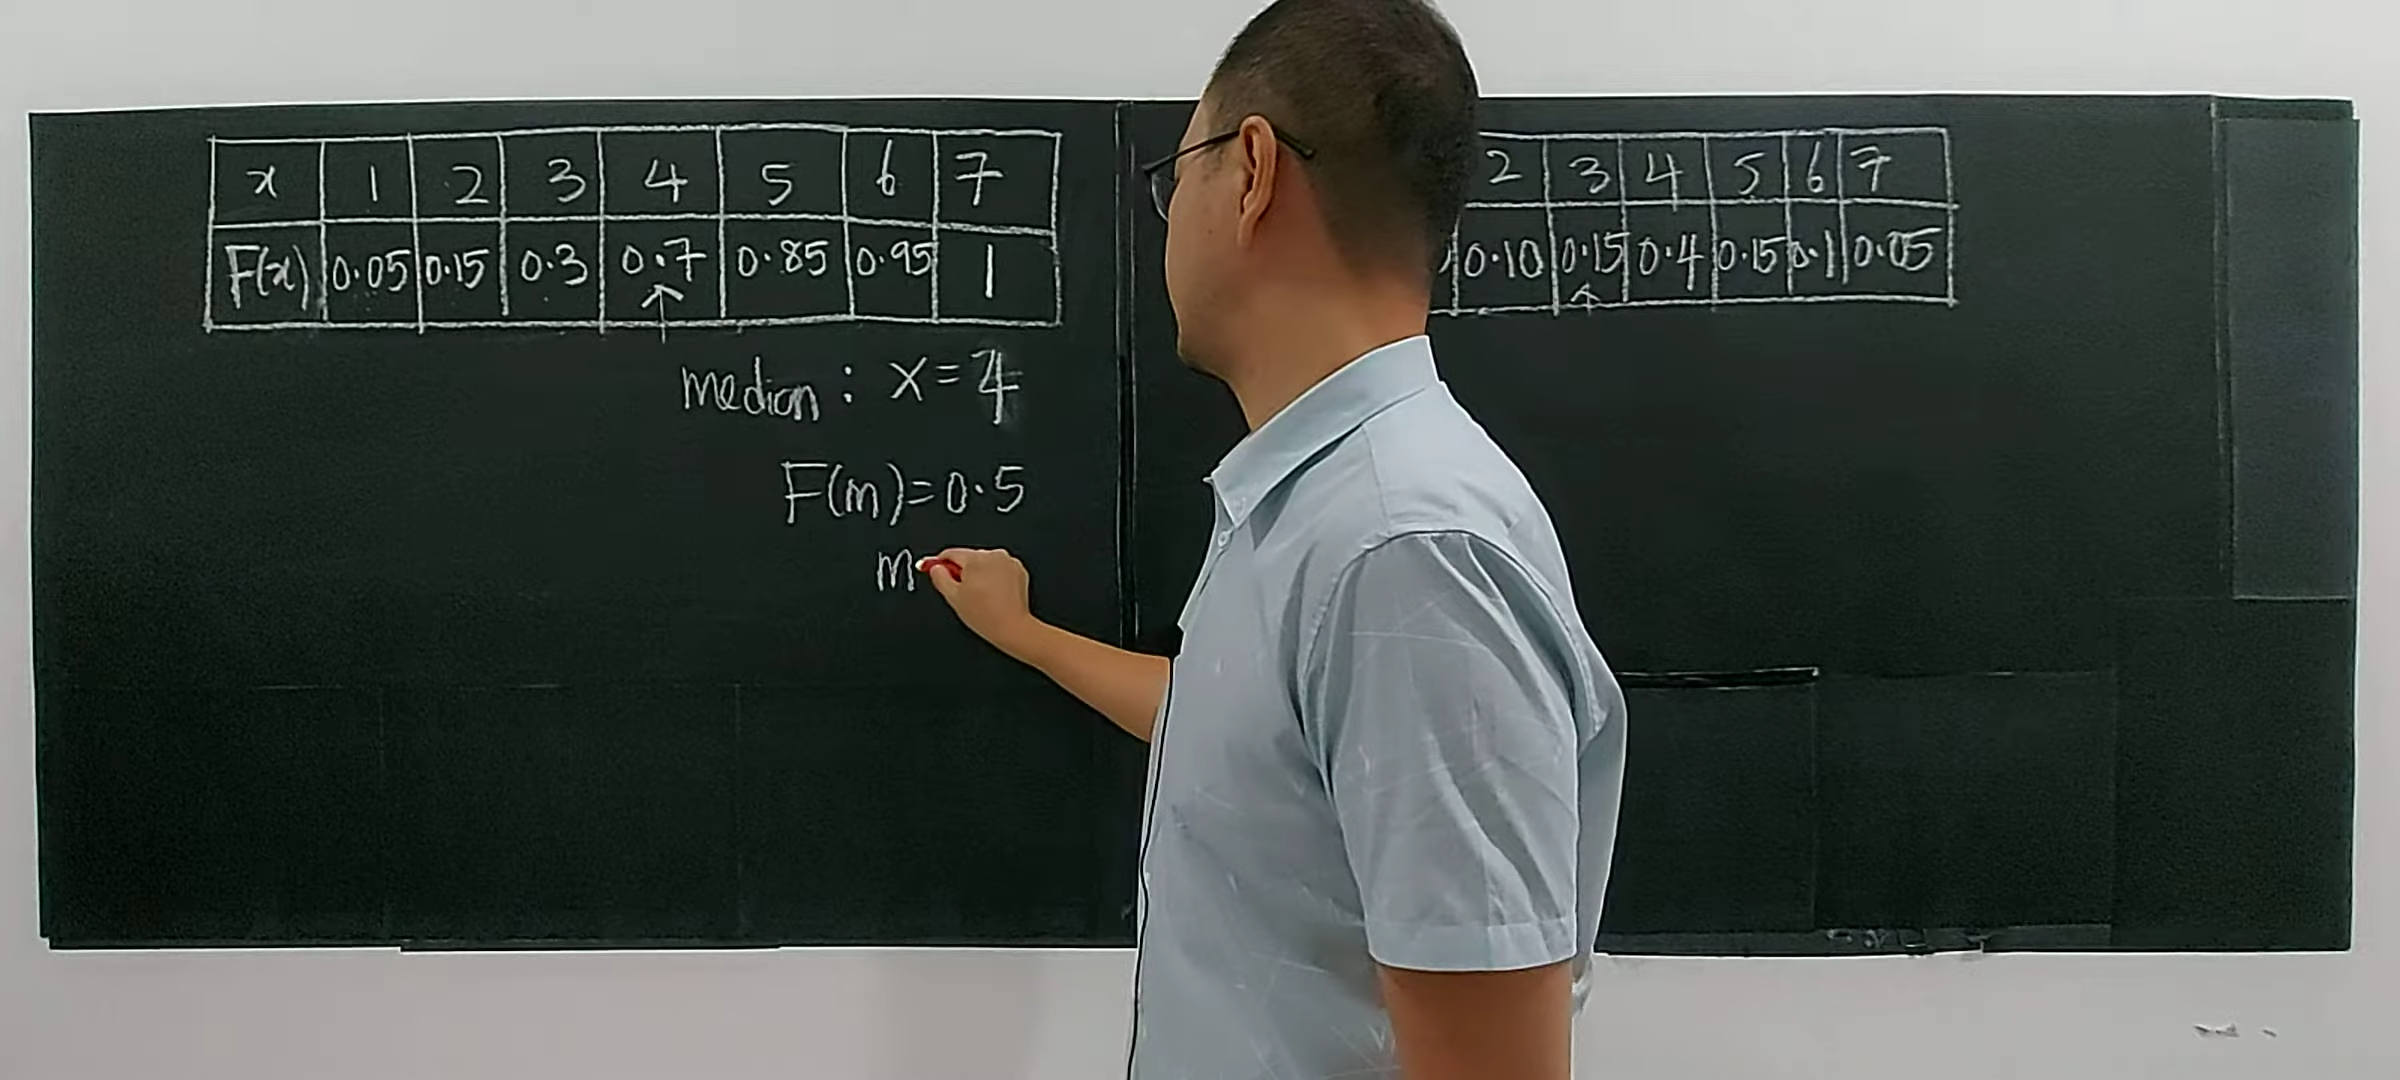 x 1 2 3 4 5 6 7
F(x) 0.05 0.15 0.3 0.7 0.85 0.95 1
↑
median : x = 4
F(m) = 0.5
m
2 3 4 5 6 7
0.10 0.15 0.4 0.15 0.1 0.05
↑